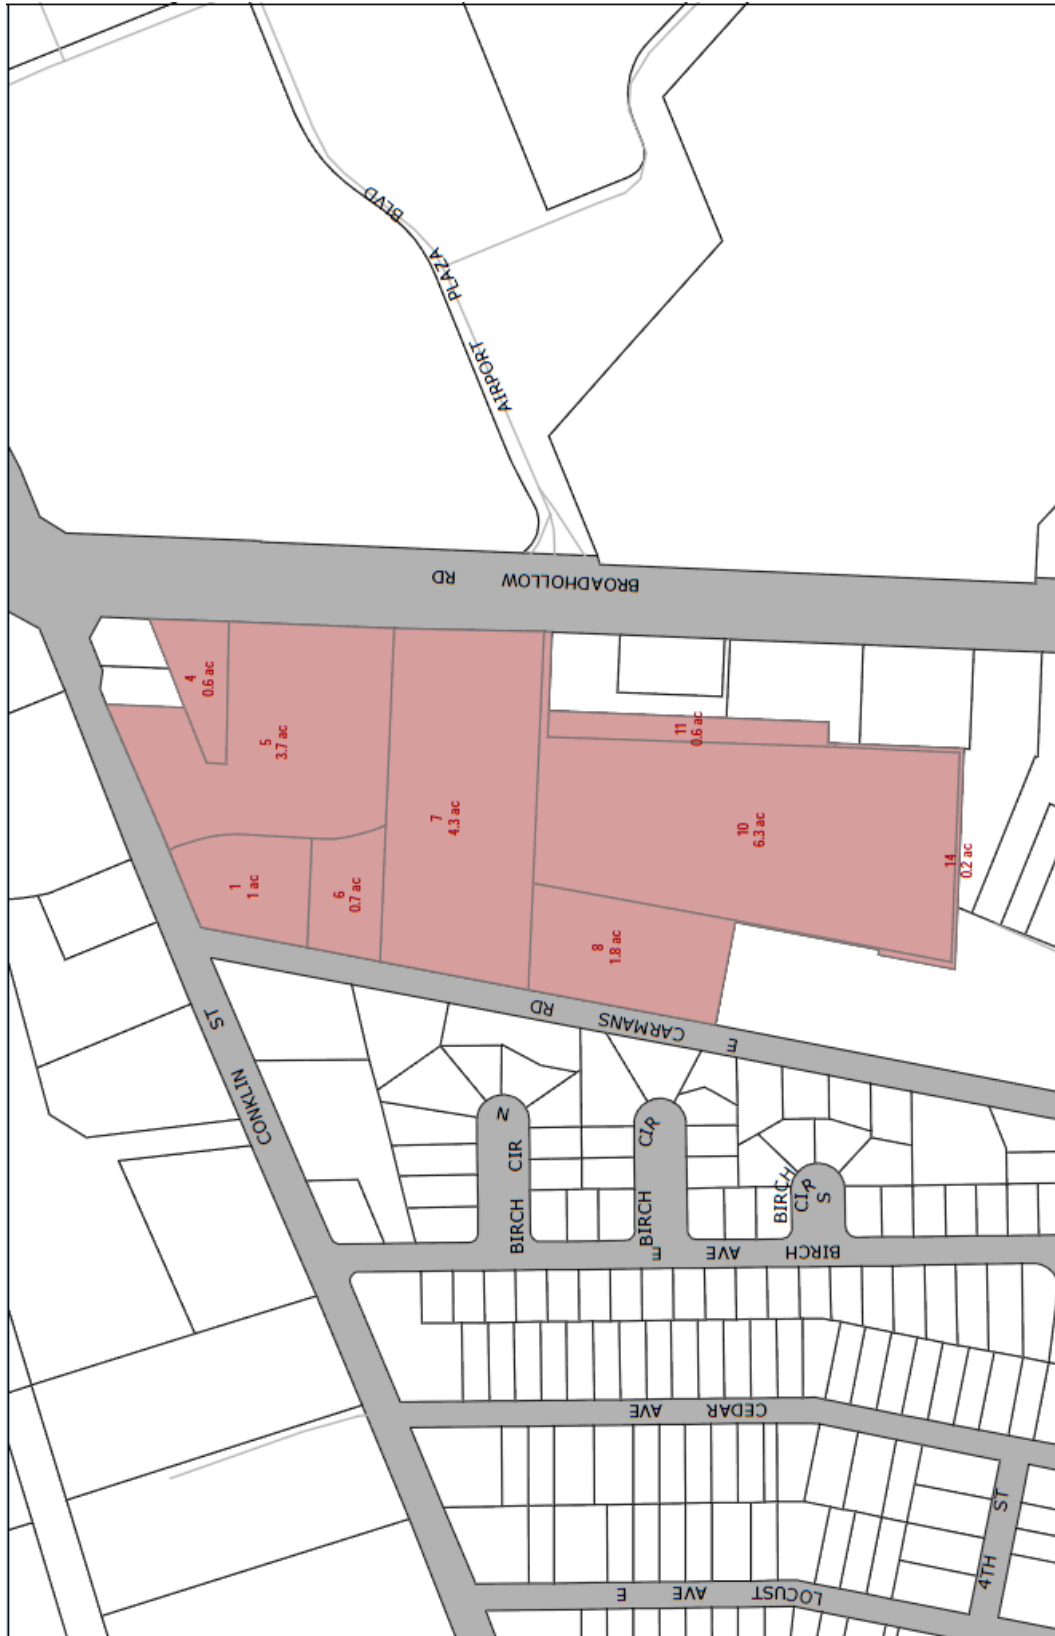 BLVD
PLAZA
AIRPORT
BROADHOLLOW RD
4
0.6 ac
5
3.7 ac
11
0.6 ac
7
4.3 ac
10
6.3 ac
14
0.2 ac
1
1 ac
6
0.7 ac
8
1.8 ac
E CARMANS RD
CONKLIN ST
BIRCH CIR N
BIRCH CIR
BIRCH CIR S
BIRCH AVE E
CEDAR AVE
4TH ST
LOCUST AVE E